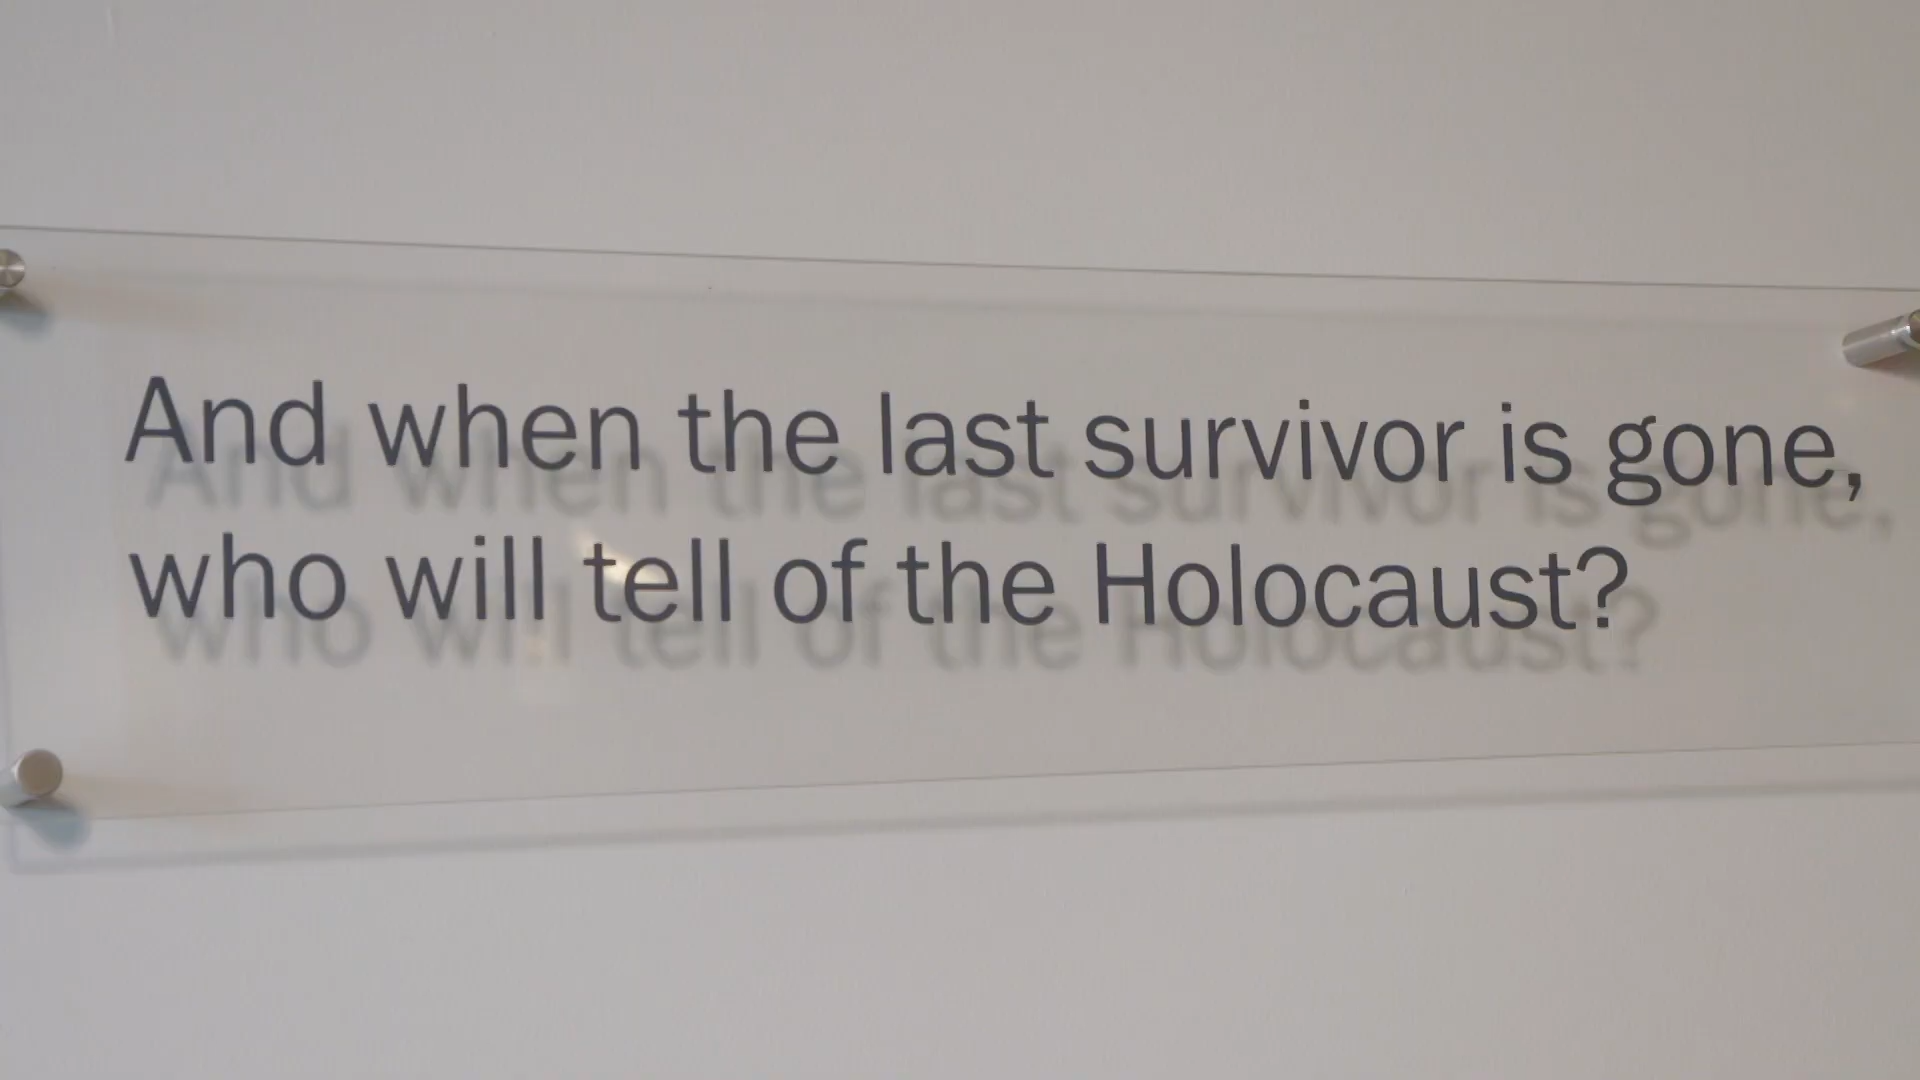 And when the last survivor is gone,
who will tell of the Holocaust?